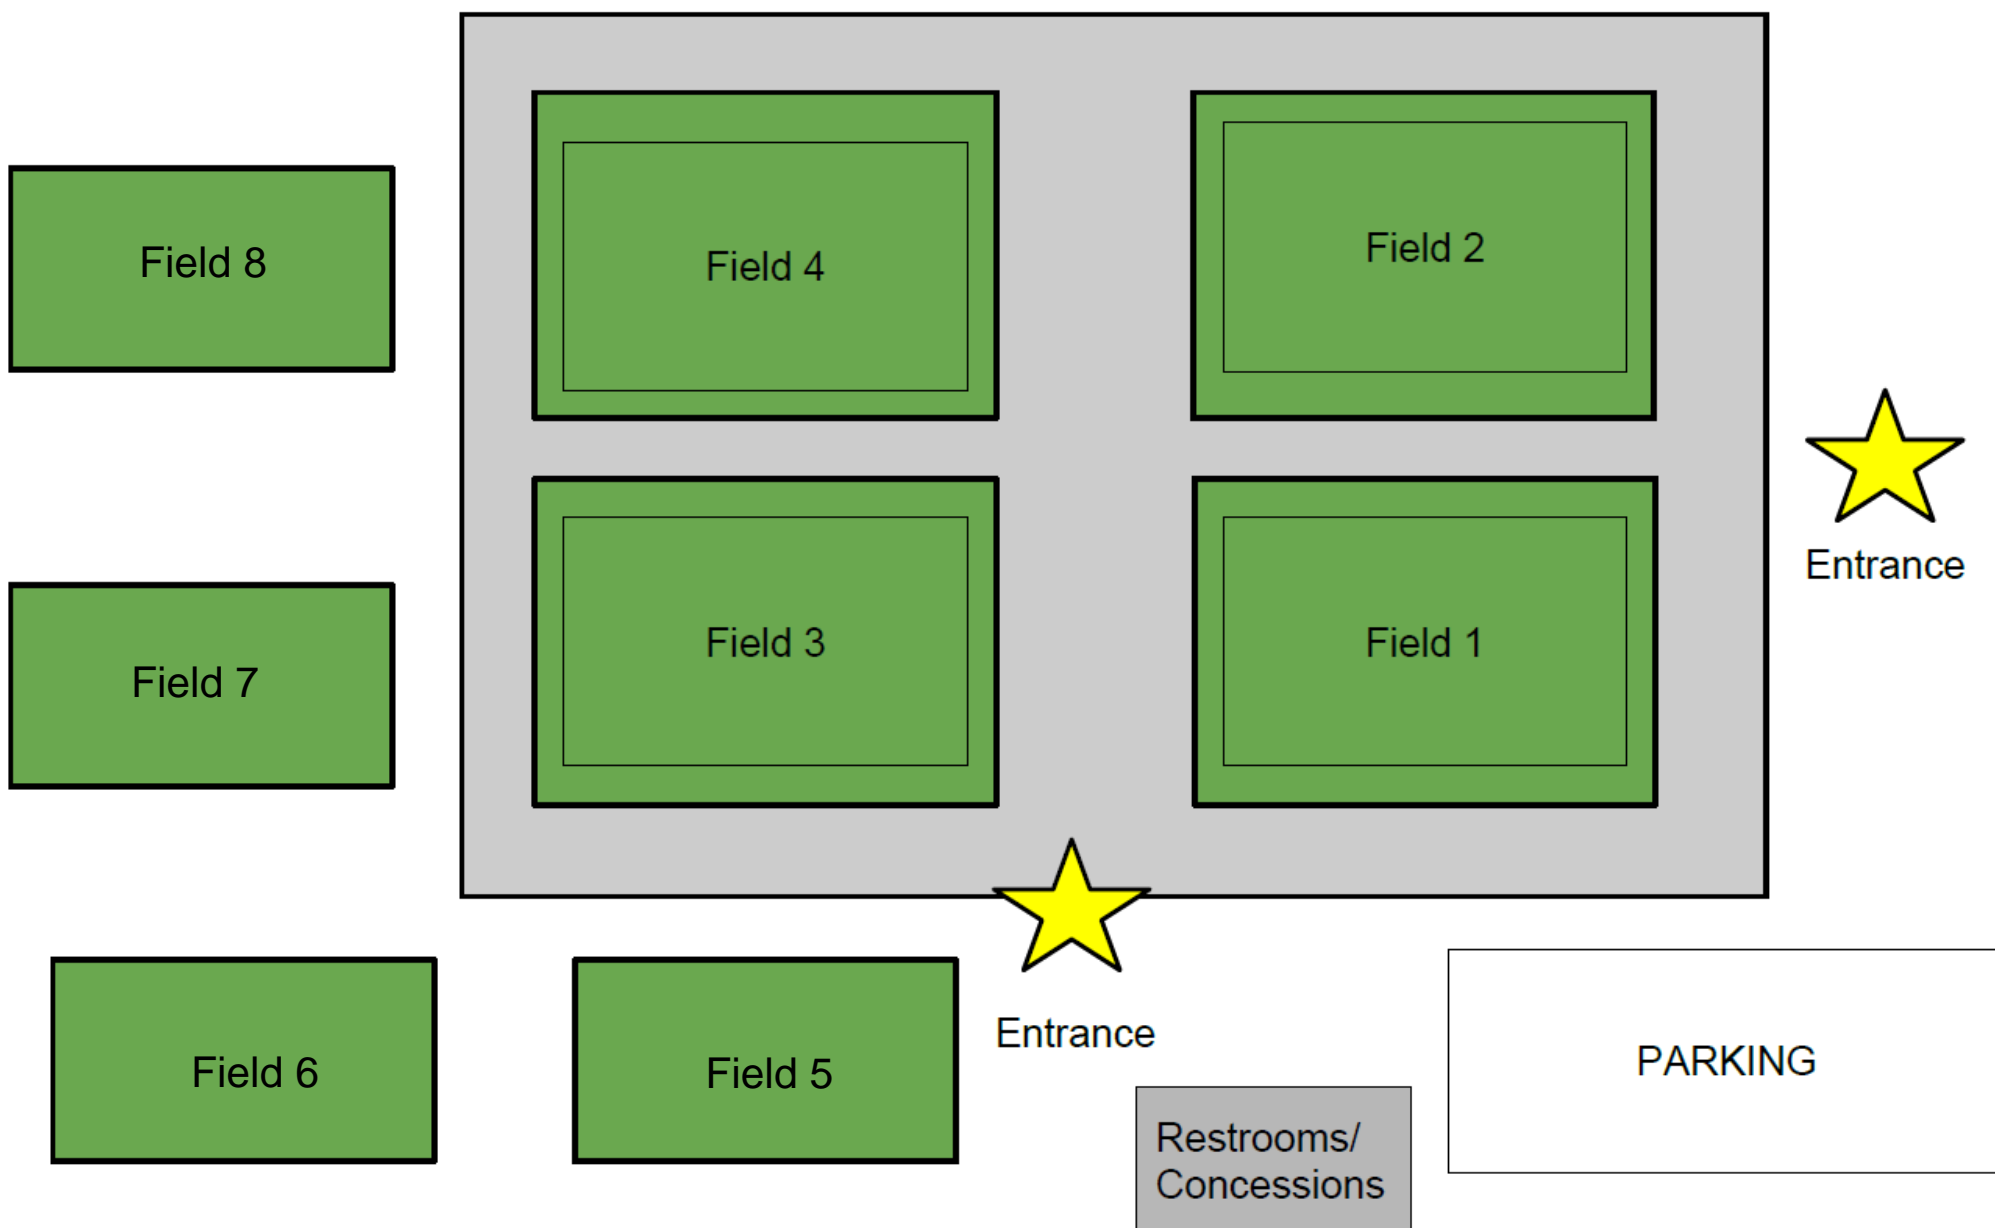 Field 8
Field 4
Field 2
Entrance
Field 7
Field 3
Field 1
Entrance
Field 6
Field 5
PARKING
Restrooms/
Concessions